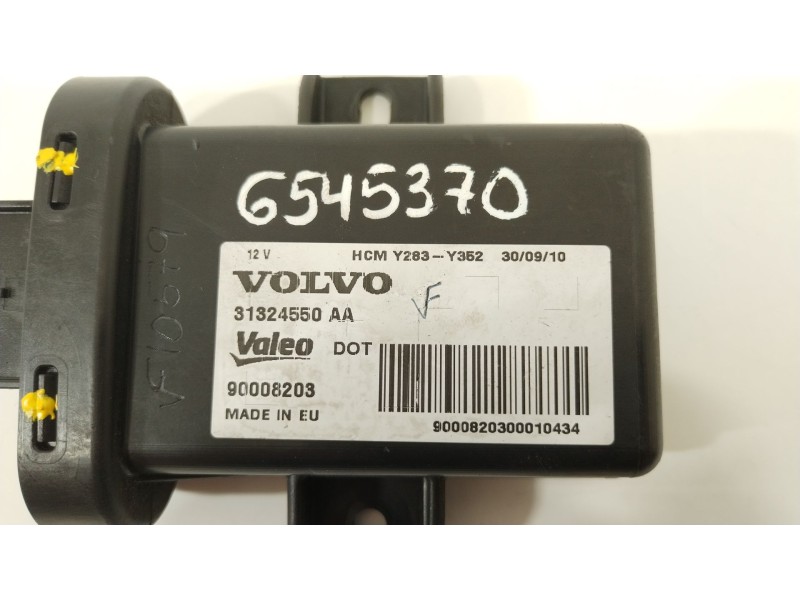 6545370
12 V HCM Y283-Y352 30/09/10
VOLVO
31324550 AA
Valeo DOT
90008203
MADE IN EU
9000820300010434